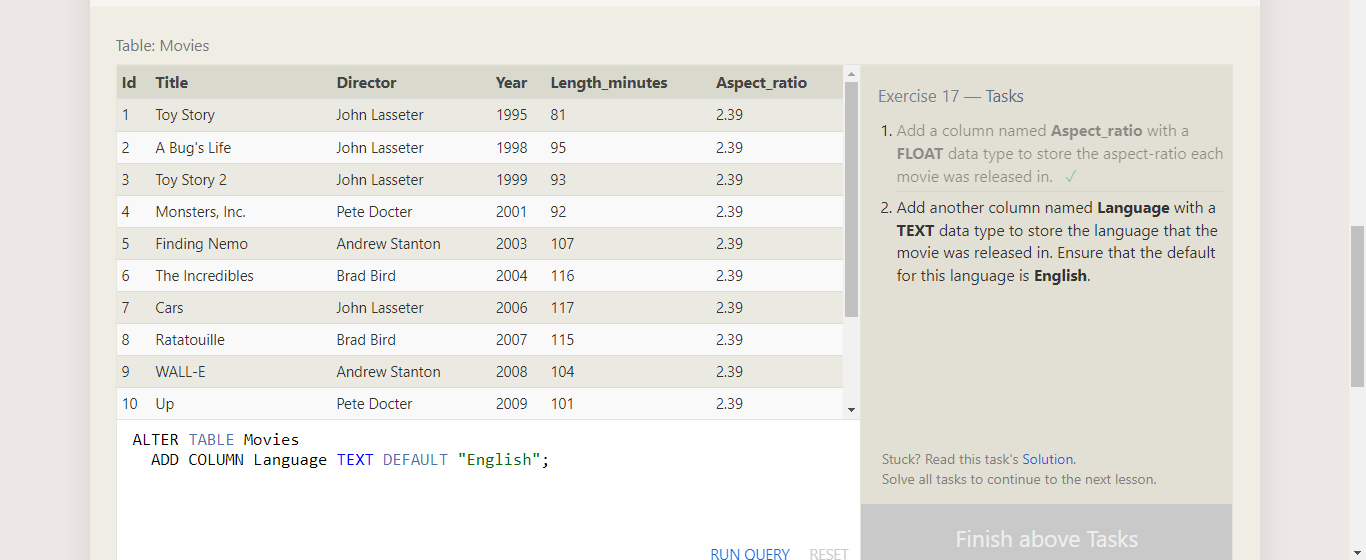 Table: Movies
Id Title Director Year Length_minutes Aspect_ratio
1 Toy Story John Lasseter 1995 81 2.39
2 A Bug's Life John Lasseter 1998 95 2.39
3 Toy Story 2 John Lasseter 1999 93 2.39
4 Monsters, Inc. Pete Docter 2001 92 2.39
5 Finding Nemo Andrew Stanton 2003 107 2.39
6 The Incredibles Brad Bird 2004 116 2.39
7 Cars John Lasseter 2006 117 2.39
8 Ratatouille Brad Bird 2007 115 2.39
9 WALL-E Andrew Stanton 2008 104 2.39
10 Up Pete Docter 2009 101 2.39
ALTER TABLE Movies
ADD COLUMN Language TEXT DEFAULT "English";
RUN QUERY RESET
Exercise 17 — Tasks
1. Add a column named Aspect_ratio with a
FLOAT data type to store the aspect-ratio each
movie was released in. ✓
2. Add another column named Language with a
TEXT data type to store the language that the
movie was released in. Ensure that the default
for this language is English.
Stuck? Read this task's Solution.
Solve all tasks to continue to the next lesson.
Finish above Tasks